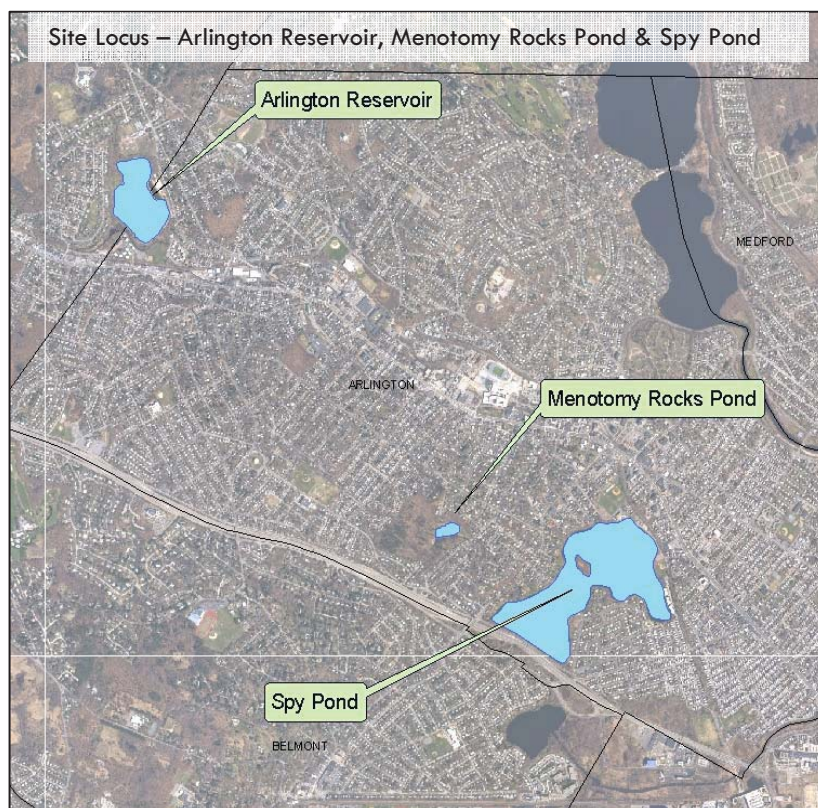 Site Locus – Arlington Reservoir, Menotomy Rocks Pond & Spy Pond
Arlington Reservoir
MEDFORD
ARLINGTON
Menotomy Rocks Pond
Spy Pond
BELMONT